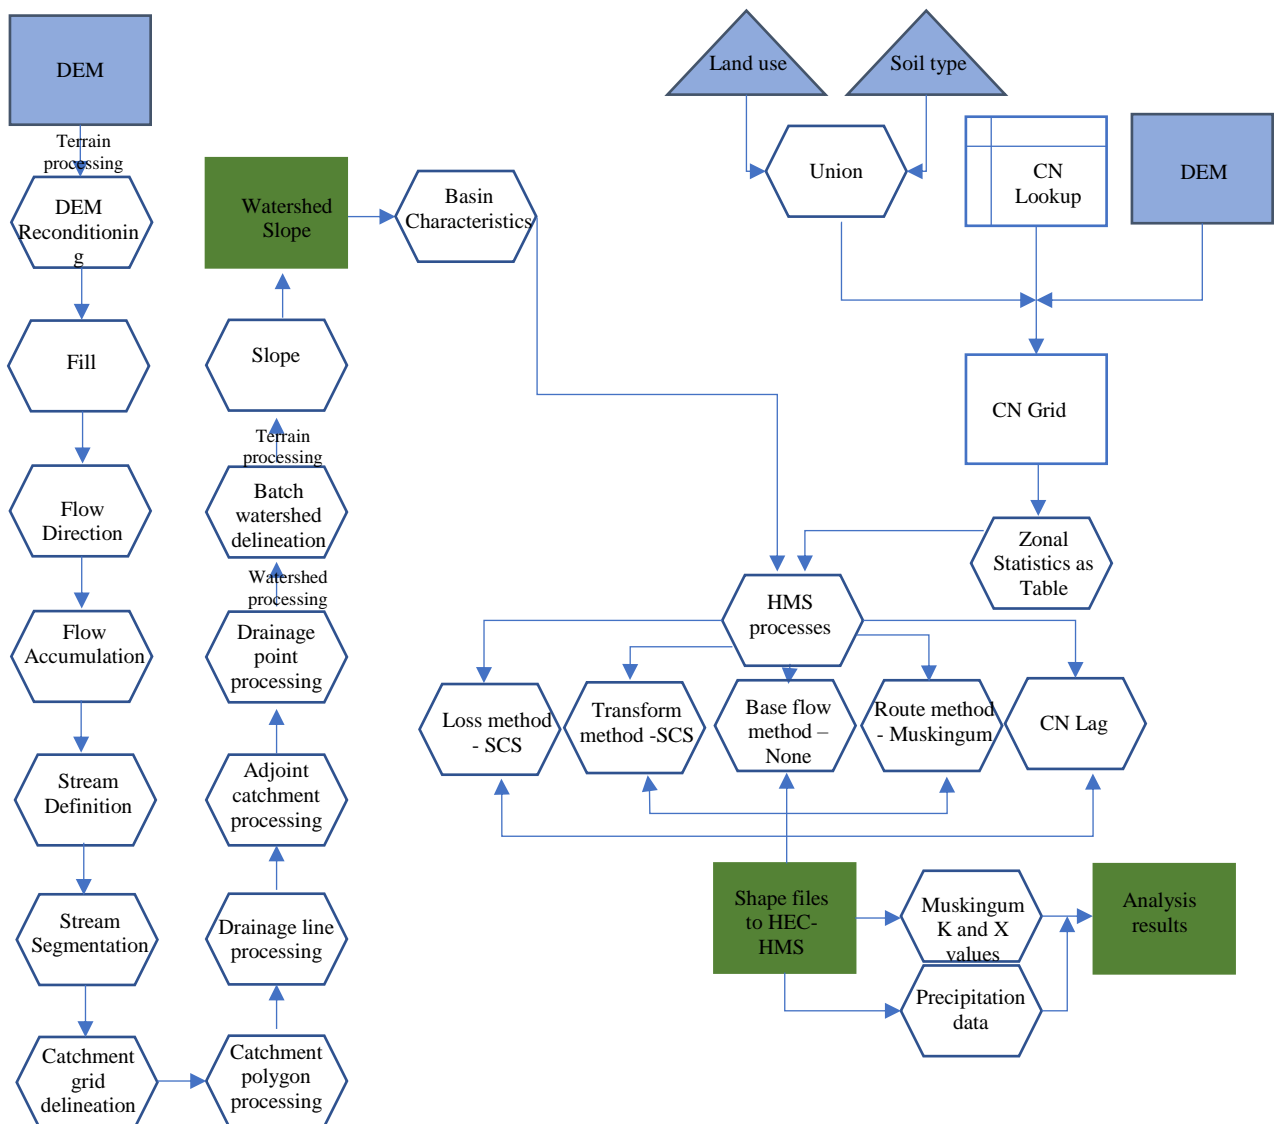 DEM
Terrain
processing
DEM
Reconditionin
g
Fill
Flow
Direction
Flow
Accumulation
Stream
Definition
Stream
Segmentation
Catchment
grid
delineation
Catchment
polygon
processing
Drainage line
processing
Adjoint
catchment
processing
Drainage
point
processing
Watershed
processing
Batch
watershed
delineation
Terrain
processing
Slope
Watershed
Slope
Basin
Characteristics
Land use
Soil type
Union
CN
Lookup
DEM
CN Grid
Zonal
Statistics as
Table
HMS
processes
Loss method
- SCS
Transform
method -SCS
Base flow
method –
None
Route method
- Muskingum
CN Lag
Shape files
to HEC-
HMS
Muskingum
K and X
values
Precipitation
data
Analysis
results